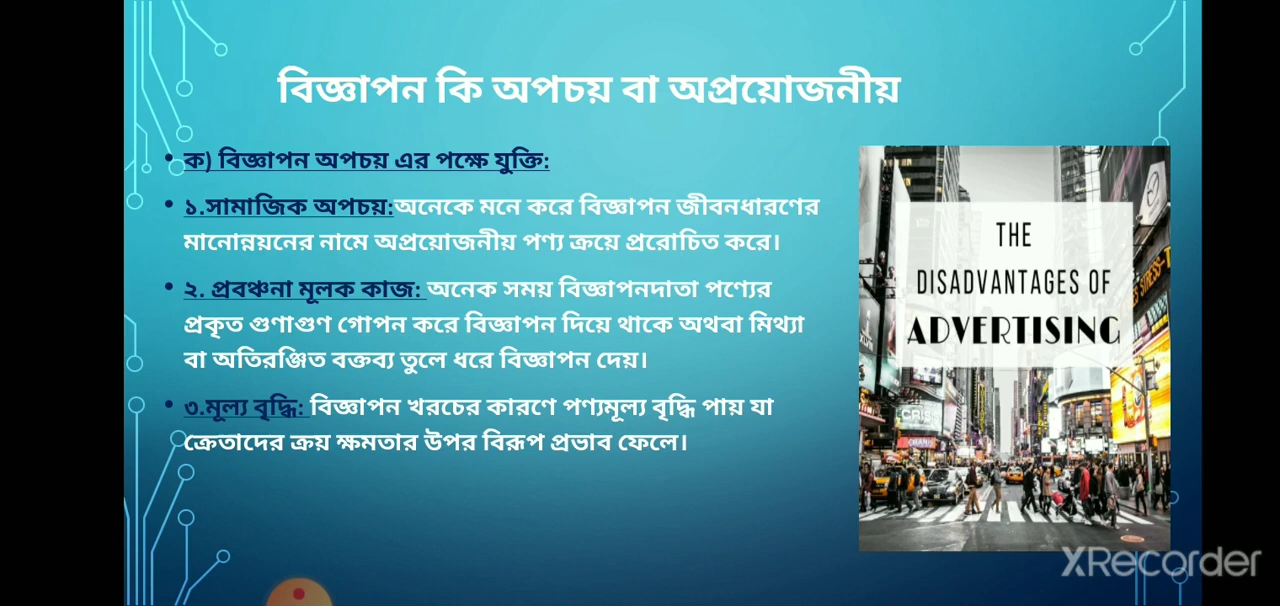 বিজ্ঞাপন কি অপচয় বা অপ্রয়োজনীয়
• ক) বিজ্ঞাপন অপচয় এর পক্ষে যুক্তি:
• ১.সামাজিক অপচয়:অনেকে মনে করে বিজ্ঞাপন জীবনধারণের
মানোন্নয়নের নামে অপ্রয়োজনীয় পণ্য ক্রয়ে প্ররোচিত করে।
• ২. প্রবঞ্চনা মূলক কাজ: অনেক সময় বিজ্ঞাপনদাতা পণ্যের
প্রকৃত গুণাগুণ গোপন করে বিজ্ঞাপন দিয়ে থাকে অথবা মিথ্যা
বা অতিরঞ্জিত বক্তব্য তুলে ধরে বিজ্ঞাপন দেয়।
• ৩.মূল্য বৃদ্ধি: বিজ্ঞাপন খরচের কারণে পণ্যমূল্য বৃদ্ধি পায় যা
ক্রেতাদের ক্রয় ক্ষমতার উপর বিরূপ প্রভাব ফেলে।
THE
DISADVANTAGES OF
ADVERTISING
XRecorder